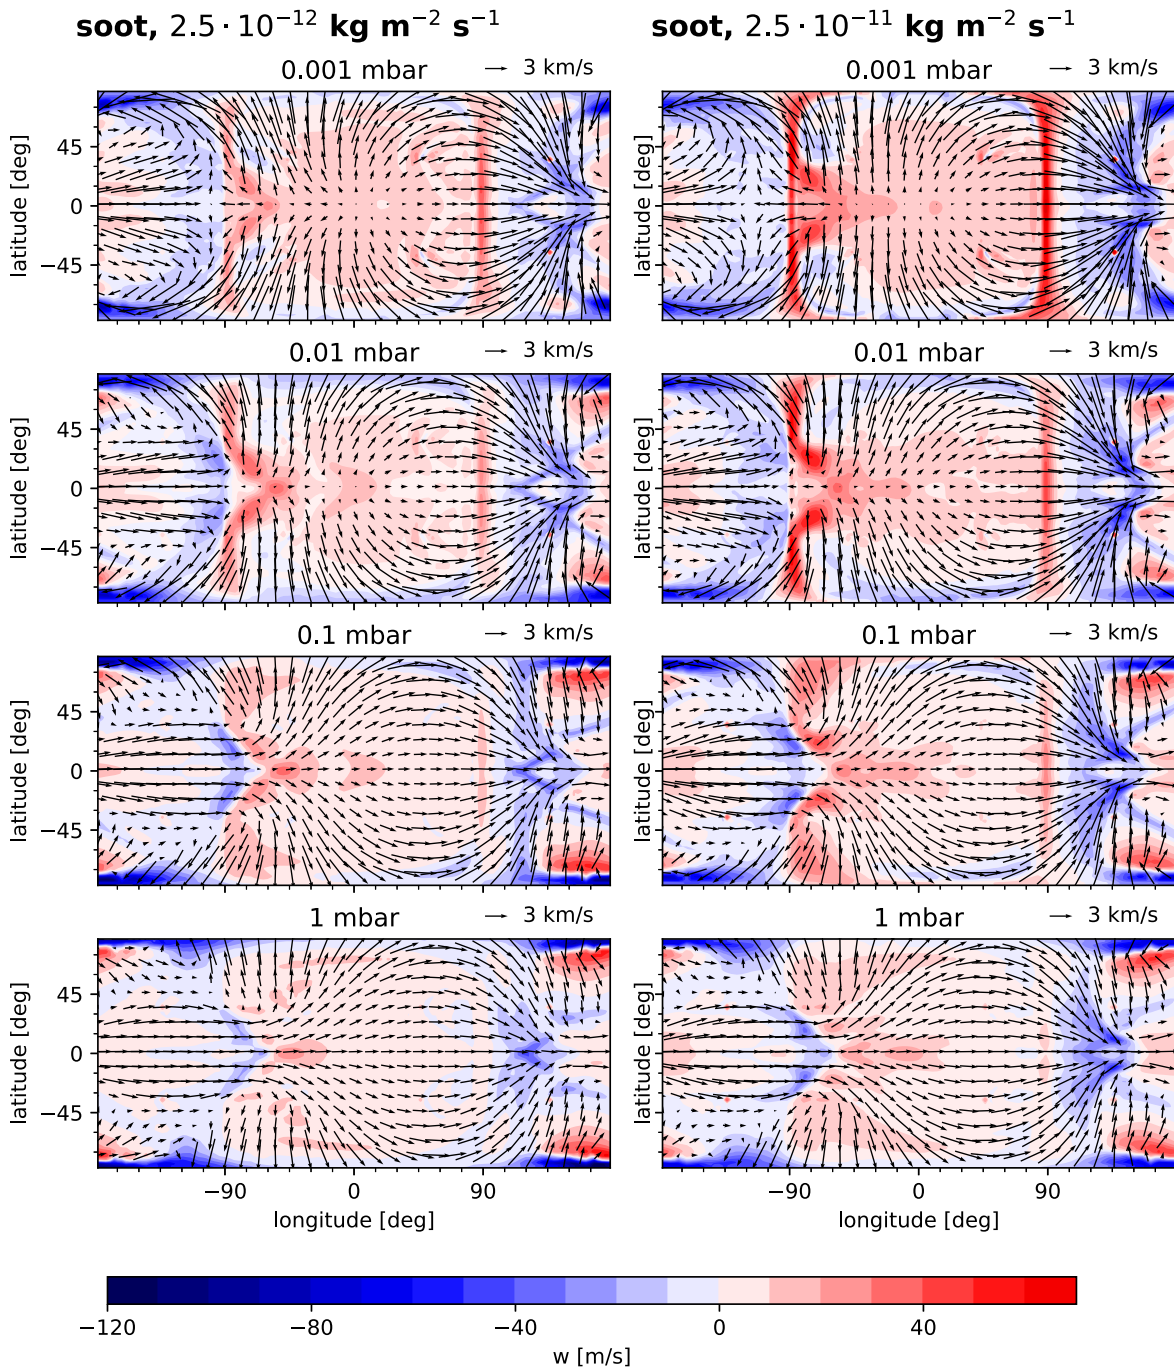 soot, 2.5 · 10⁻¹² kg m⁻² s⁻¹ soot, 2.5 · 10⁻¹¹ kg m⁻² s⁻¹
0.001 mbar → 3 km/s 0.001 mbar → 3 km/s
latitude [deg] 45 0 −45 latitude [deg] 45 0 −45
0.01 mbar → 3 km/s 0.01 mbar → 3 km/s
latitude [deg] 45 0 −45 latitude [deg] 45 0 −45
0.1 mbar → 3 km/s 0.1 mbar → 3 km/s
latitude [deg] 45 0 −45 latitude [deg] 45 0 −45
1 mbar → 3 km/s 1 mbar → 3 km/s
latitude [deg] 45 0 −45 latitude [deg] 45 0 −45
−90 0 90 −90 0 90
longitude [deg] longitude [deg]
−120 −80 −40 0 40
w [m/s]